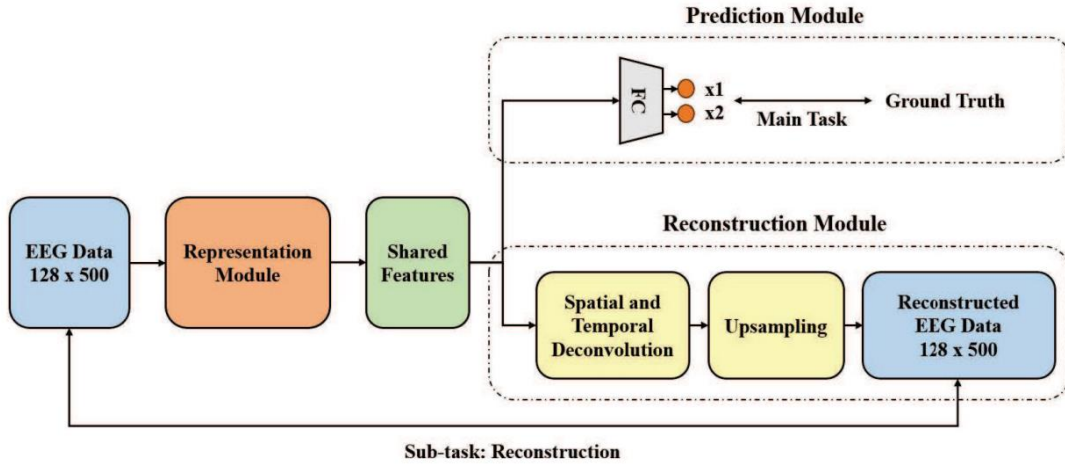 Prediction Module
FC
x1
x2
Main Task
Ground Truth
EEG Data
128 x 500
Representation
Module
Shared
Features
Reconstruction Module
Spatial and
Temporal
Deconvolution
Upsampling
Reconstructed
EEG Data
128 x 500
Sub-task: Reconstruction